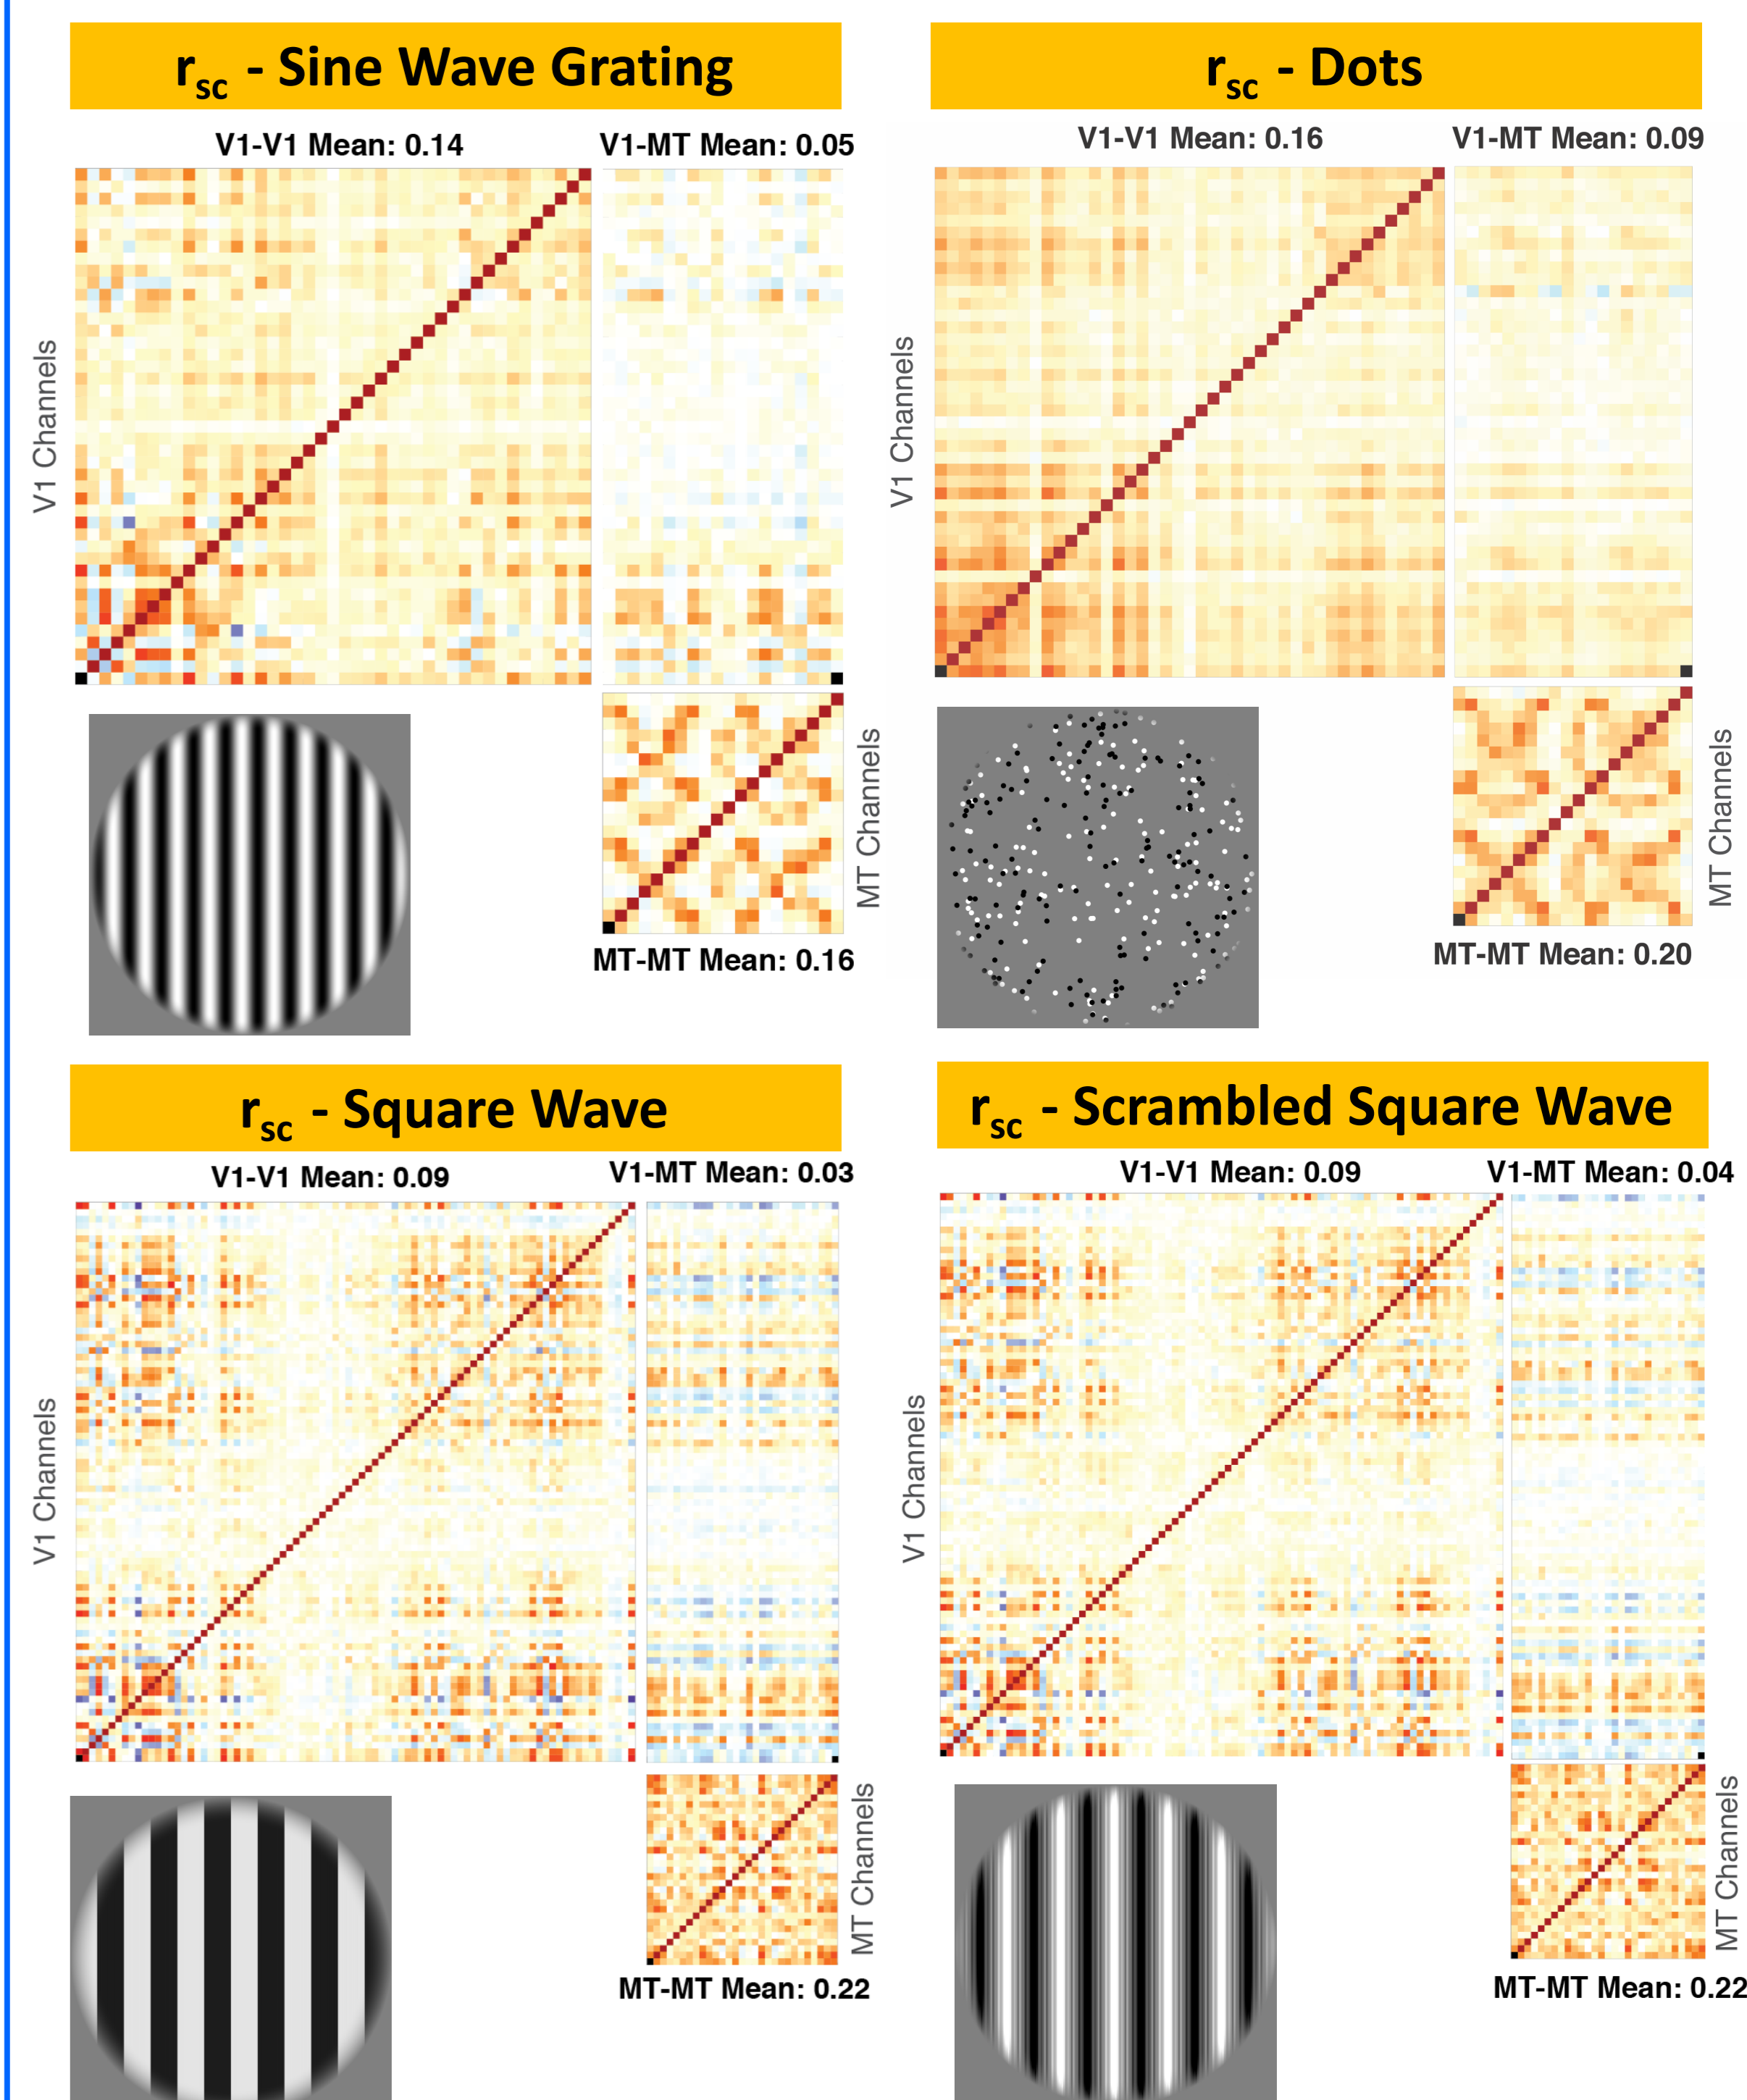 r_sc - Sine Wave Grating
V1-V1 Mean: 0.14
V1-MT Mean: 0.05
V1 Channels
MT Channels
MT-MT Mean: 0.16
r_sc - Dots
V1-V1 Mean: 0.16
V1-MT Mean: 0.09
V1 Channels
MT Channels
MT-MT Mean: 0.20
r_sc - Square Wave
V1-V1 Mean: 0.09
V1-MT Mean: 0.03
V1 Channels
MT Channels
MT-MT Mean: 0.22
r_sc - Scrambled Square Wave
V1-V1 Mean: 0.09
V1-MT Mean: 0.04
V1 Channels
MT Channels
MT-MT Mean: 0.22